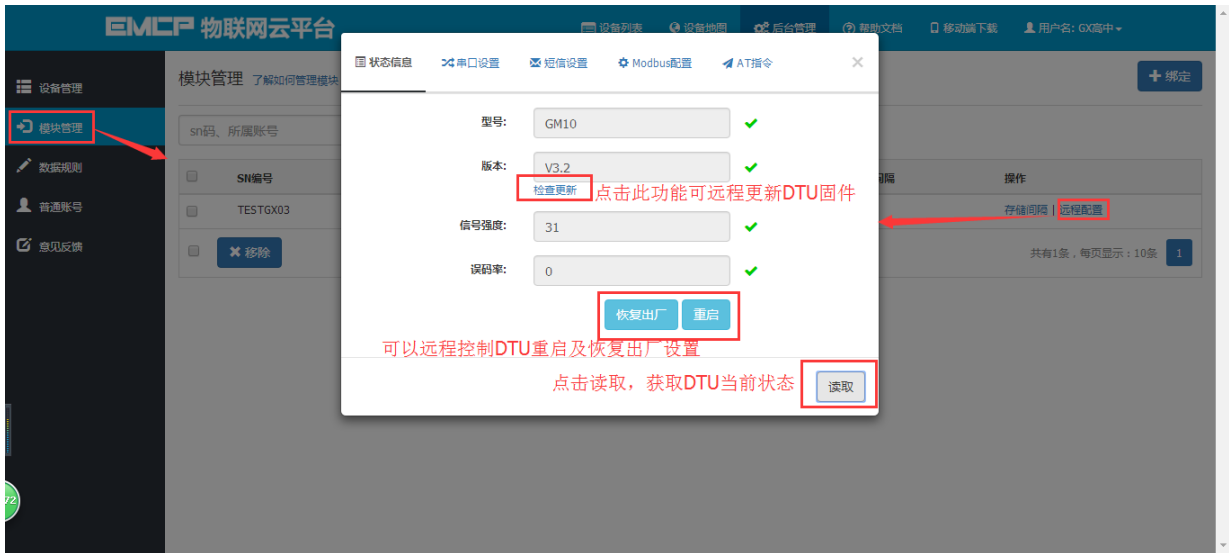 EMCP 物联网云平台
设备列表 设备地图 后台管理 帮助文档 移动端下载 用户名: GX高中
设备管理
模块管理
数据规则
普通账号
意见反馈
模块管理 了解如何管理模块
绑定
sn码、所属账号
SN编号
间隔
操作
TESTGX03
存储间隔 | 远程配置
移除
共有1条，每页显示：10条 1
状态信息 串口设置 短信设置 Modbus配置 AT指令 ×
型号: GM10
版本: V3.2
检查更新 点击此功能可远程更新DTU固件
信号强度: 31
误码率: 0
恢复出厂 重启
可以远程控制DTU重启及恢复出厂设置
点击读取，获取DTU当前状态 读取
72